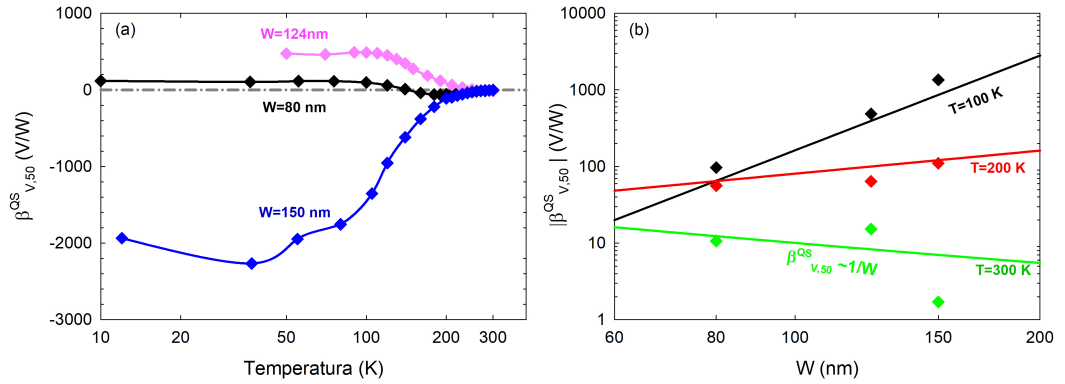 (a)
W=124nm
W=80 nm
W=150 nm
1000
0
-1000
-2000
-3000
10
20
50
100
200
300
Temperatura (K)
β^QS_V,50 (V/W)
(b)
T=100 K
T=200 K
T=300 K
β^QS_V,50 ~1/W
10000
1000
100
10
1
60
80
100
150
200
W (nm)
|β^QS_V,50| (V/W)